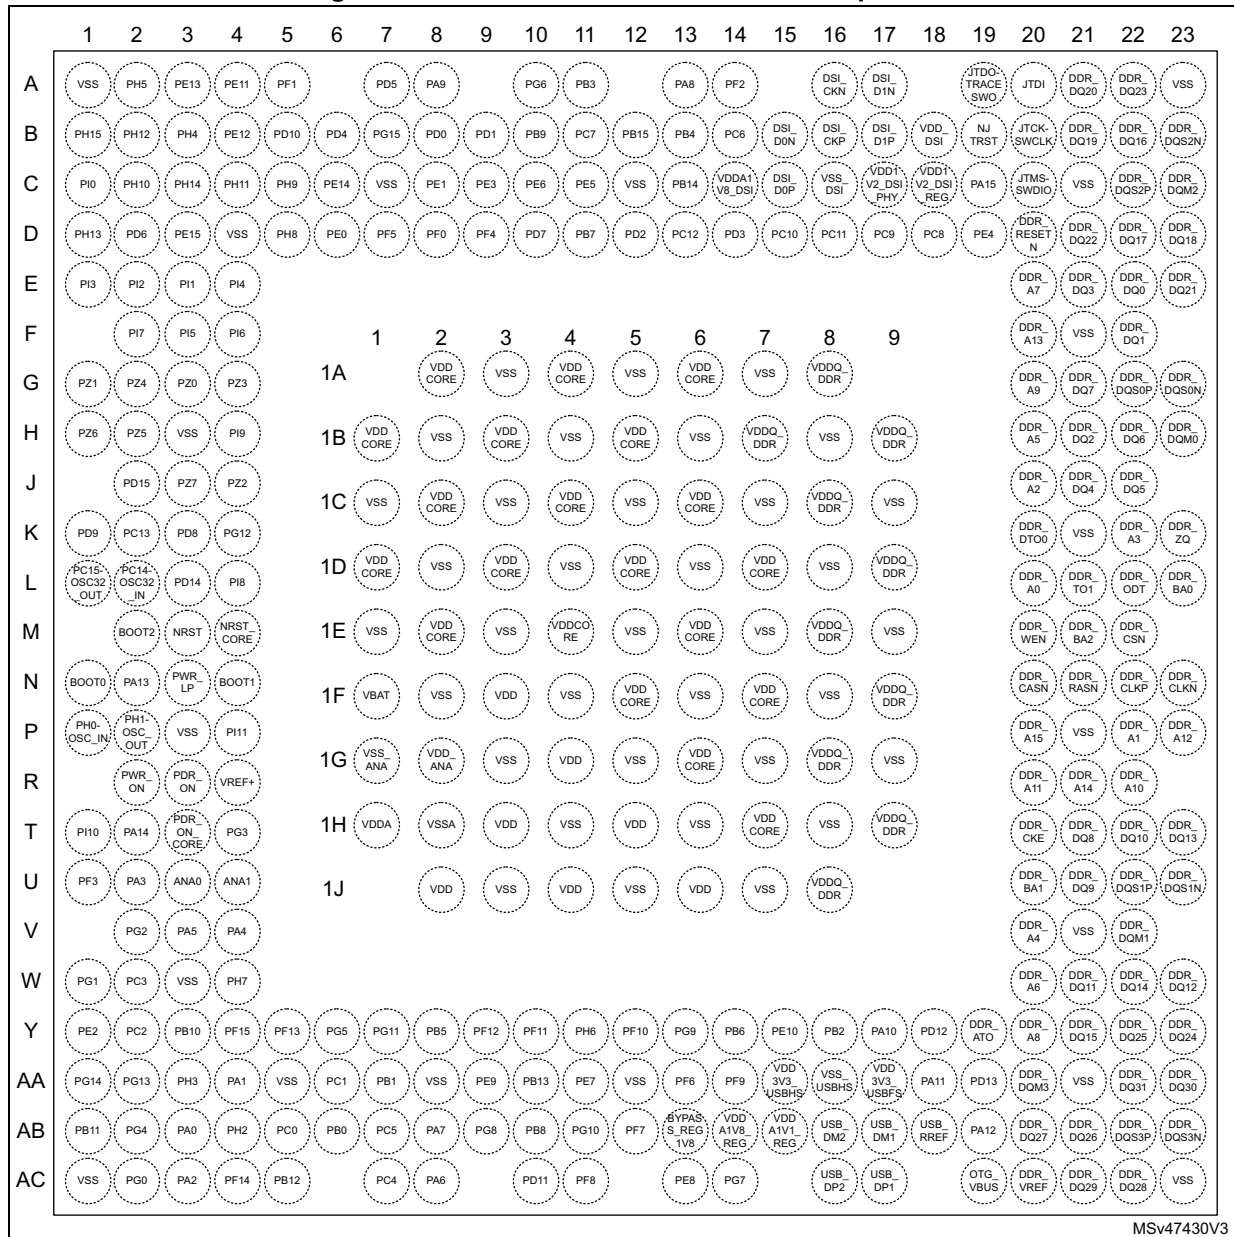 1 2 3 4 5 6 7 8 9 10 11 12 13 14 15 16 17 18 19 20 21 22 23
A VSS PH5 PE13 PE11 PF1 PD5 PA9 PG6 PB3 PA8 PF2 DSI_CKN DSI_D1N JTDO-TRACESWO JTDI DDR_DQ20 DDR_DQ23 VSS
B PH15 PH12 PH4 PE12 PD10 PD4 PG15 PD0 PD1 PB9 PC7 PB15 PB4 PC6 DSI_D0N DSI_CKP DSI_D1P VDD_DSI NJTRST JTCK-SWCLK DDR_DQ19 DDR_DQ16 DDR_DQS2N
C PI0 PH10 PH14 PH11 PH9 PE14 VSS PE1 PE3 PE6 PE5 VSS PB14 VDDA1V8_DSI DSI_D0P VSS_DSI VDD1V2_DSI_PHY VDD1V2_DSI_REG PA15 JTMS-SWDIO VSS DDR_DQS2P DDR_DQM2
D PH13 PD6 PE15 VSS PH8 PE0 PF5 PF0 PF4 PD7 PB7 PD2 PC12 PD3 PC10 PC11 PC9 PC8 PE4 DDR_RESETN DDR_DQ22 DDR_DQ17 DDR_DQ18
E PI3 PI2 PI1 PI4 DDR_A7 DDR_DQ3 DDR_DQ0 DDR_DQ21
F PI7 PI5 PI6 DDR_A13 VSS DDR_DQ1
1 2 3 4 5 6 7 8 9
1A VDDCORE VSS VDDCORE VSS VDDCORE VSS VDDQ_DDR
G PZ1 PZ4 PZ0 PZ3 DDR_A9 DDR_DQ7 DDR_DQS0P DDR_DQS0N
H PZ6 PZ5 VSS PI9 DDR_A5 DDR_DQ2 DDR_DQ6 DDR_DQM0
1B VDDCORE VSS VDDCORE VSS VDDCORE VSS VDDQ_DDR VSS VDDQ_DDR
J PD15 PZ7 PZ2 DDR_A2 DDR_DQ4 DDR_DQ5
1C VSS VDDCORE VSS VDDCORE VSS VDDCORE VSS VDDQ_DDR VSS
K PD9 PC13 PD8 PG12 DDR_DTO0 VSS DDR_A3 DDR_ZQ
1D VDDCORE VSS VDDCORE VSS VDDCORE VSS VDDCORE VSS VDDQ_DDR
L PC15-OSC32_OUT PC14-OSC32_IN PD14 PI8 DDR_A0 DDR_TO1 DDR_ODT DDR_BA0
M BOOT2 NRST NRST_CORE DDR_WEN DDR_BA2 DDR_CSN
1E VSS VDDCORE VSS VDDCORE VSS VDDCORE VSS VDDQ_DDR VSS
N BOOT0 PA13 PWR_LP BOOT1 DDR_CASN DDR_RASN DDR_CLKP DDR_CLKN
1F VBAT VSS VDD VSS VDDCORE VSS VDDCORE VSS VDDQ_DDR
P PH0-OSC_IN PH1-OSC_OUT VSS PI11 DDR_A15 VSS DDR_A1 DDR_A12
1G VSS_ANA VDD_ANA VSS VDD VSS VDDCORE VSS VDDQ_DDR VSS
R PWR_ON PDR_ON VREF+ DDR_A11 DDR_A14 DDR_A10
1H VDDA VSSA VDD VSS VDD VSS VDDCORE VSS VDDQ_DDR
T PI10 PA14 PDR_ON_CORE PG3 DDR_CKE DDR_DQ8 DDR_DQ10 DDR_DQ13
U PF3 PA3 ANA0 ANA1 DDR_BA1 DDR_DQ9 DDR_DQS1P DDR_DQS1N
1J VDD VSS VDD VSS VDD VSS VDDQ_DDR
V PG2 PA5 PA4 DDR_A4 VSS DDR_DQM1
W PG1 PC3 VSS PH7 DDR_A6 DDR_DQ11 DDR_DQ14 DDR_DQ12
Y PE2 PC2 PB10 PF15 PF13 PG5 PG11 PB5 PF12 PF11 PH6 PF10 PG9 PB6 PE10 PB2 PA10 PD12 DDR_ATO DDR_A8 DDR_DQ15 DDR_DQ25 DDR_DQ24
AA PG14 PG13 PH3 PA1 VSS PC1 PB1 VSS PE9 PB13 PE7 VSS PF6 PF9 VDD3V3_USBHS VSS_USBHS VDD3V3_USBFS PA11 PD13 DDR_DQM3 VSS DDR_DQ31 DDR_DQ30
AB PB11 PG4 PA0 PH2 PC0 PB0 PC5 PA7 PG8 PB8 PG10 PF7 BYPASS_REG1V8 VDDA1V8_REG VDDA1V1_REG USB_DM2 USB_DM1 USB_RREF PA12 DDR_DQ27 DDR_DQ26 DDR_DQS3P DDR_DQS3N
AC VSS PG0 PA2 PF14 PB12 PC4 PA6 PD11 PF8 PE8 PG7 USB_DP2 USB_DP1 OTG_VBUS DDR_VREF DDR_DQ29 DDR_DQ28 VSS
MSv47430V3